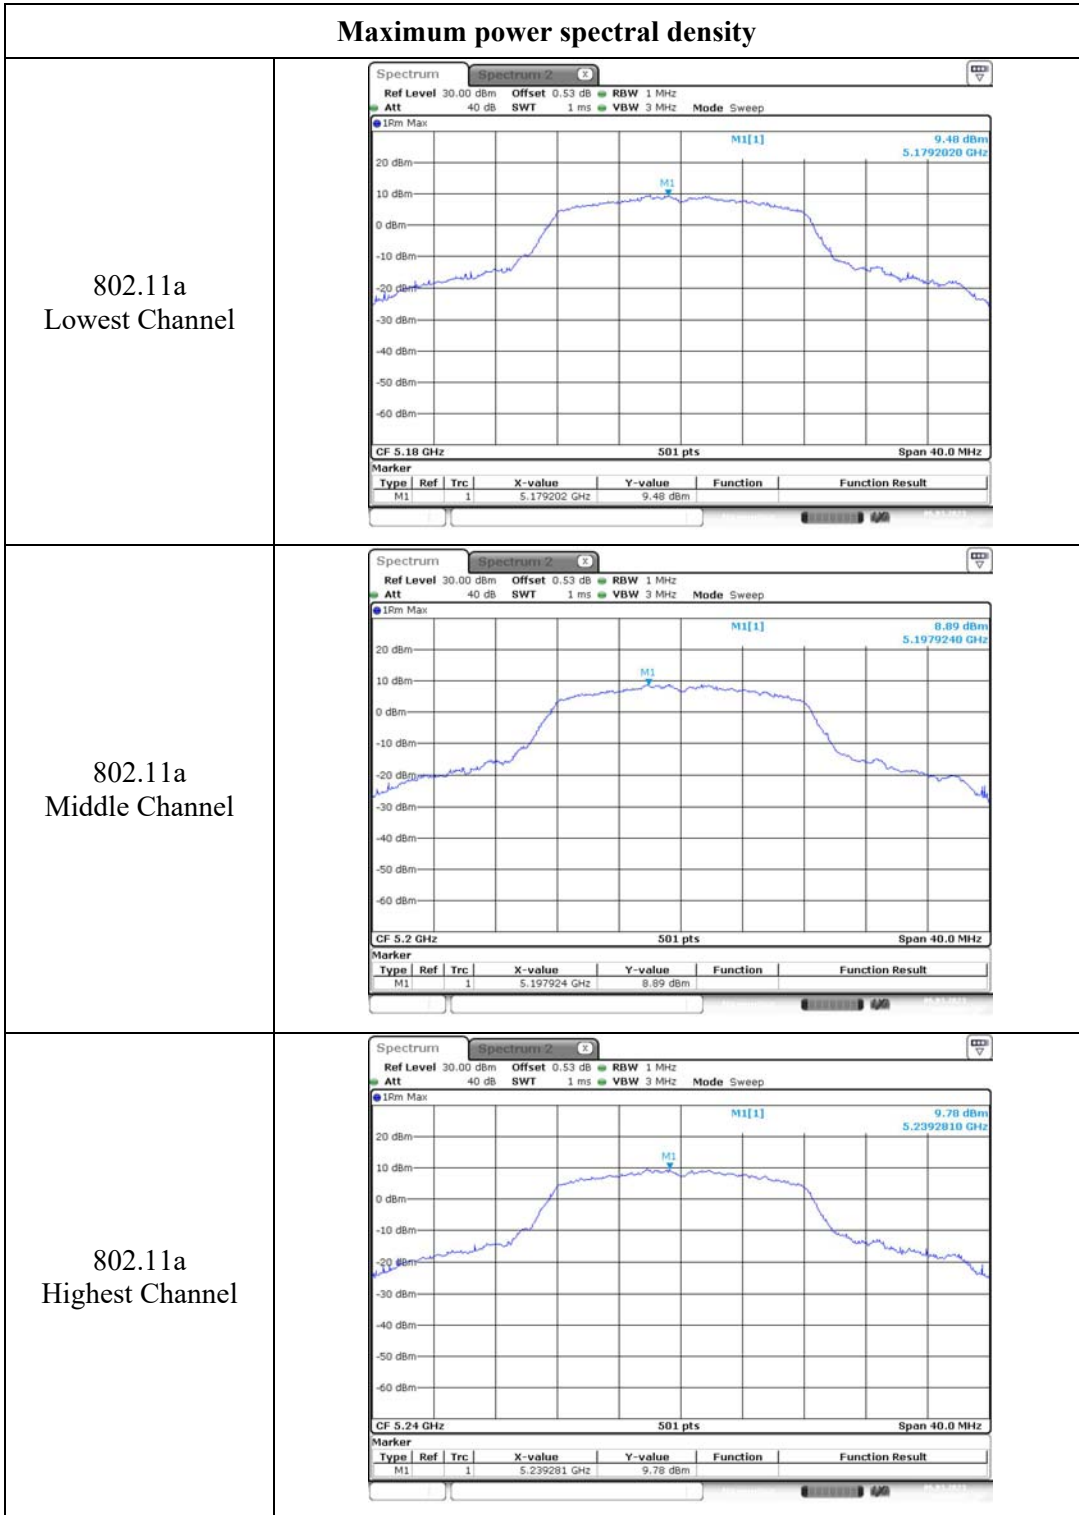 Maximum power spectral density
802.11a
Lowest Channel
Spectrum Spectrum 2 X
Ref Level 30.00 dBm Offset 0.53 dB RBW 1 MHz
Att 40 dB SWT 1 ms VBW 3 MHz Mode Sweep
1Rm Max
M1[1] 9.48 dBm
5.1792020 GHz
20 dBm
M1
10 dBm
0 dBm
-10 dBm
-20 dBm
-30 dBm
-40 dBm
-50 dBm
-60 dBm
CF 5.18 GHz 501 pts Span 40.0 MHz
Marker
Type Ref Trc X-value Y-value Function Function Result
M1 1 5.179202 GHz 9.48 dBm
802.11a
Middle Channel
Spectrum Spectrum 2 X
Ref Level 30.00 dBm Offset 0.53 dB RBW 1 MHz
Att 40 dB SWT 1 ms VBW 3 MHz Mode Sweep
1Rm Max
M1[1] 8.89 dBm
5.1979240 GHz
20 dBm
M1
10 dBm
0 dBm
-10 dBm
-20 dBm
-30 dBm
-40 dBm
-50 dBm
-60 dBm
CF 5.2 GHz 501 pts Span 40.0 MHz
Marker
Type Ref Trc X-value Y-value Function Function Result
M1 1 5.197924 GHz 8.89 dBm
802.11a
Highest Channel
Spectrum Spectrum 2 X
Ref Level 30.00 dBm Offset 0.53 dB RBW 1 MHz
Att 40 dB SWT 1 ms VBW 3 MHz Mode Sweep
1Rm Max
M1[1] 9.78 dBm
5.2392810 GHz
20 dBm
M1
10 dBm
0 dBm
-10 dBm
-20 dBm
-30 dBm
-40 dBm
-50 dBm
-60 dBm
CF 5.24 GHz 501 pts Span 40.0 MHz
Marker
Type Ref Trc X-value Y-value Function Function Result
M1 1 5.239281 GHz 9.78 dBm